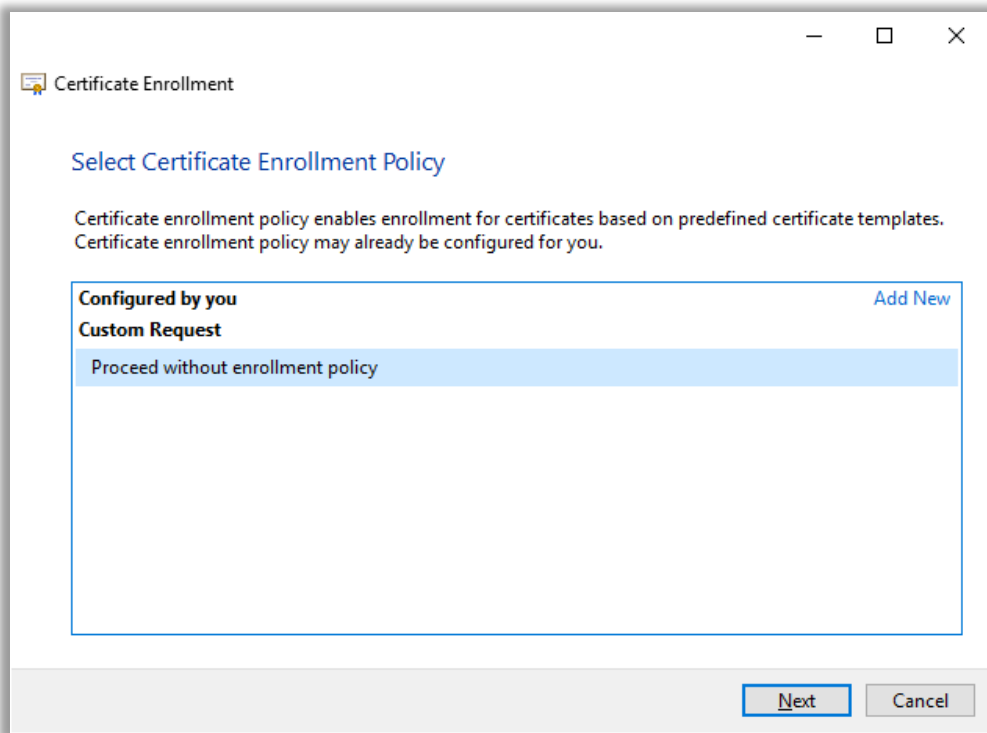 Certificate Enrollment
Select Certificate Enrollment Policy
Certificate enrollment policy enables enrollment for certificates based on predefined certificate templates.
Certificate enrollment policy may already be configured for you.
Configured by you Add New
Custom Request
Proceed without enrollment policy
Next Cancel